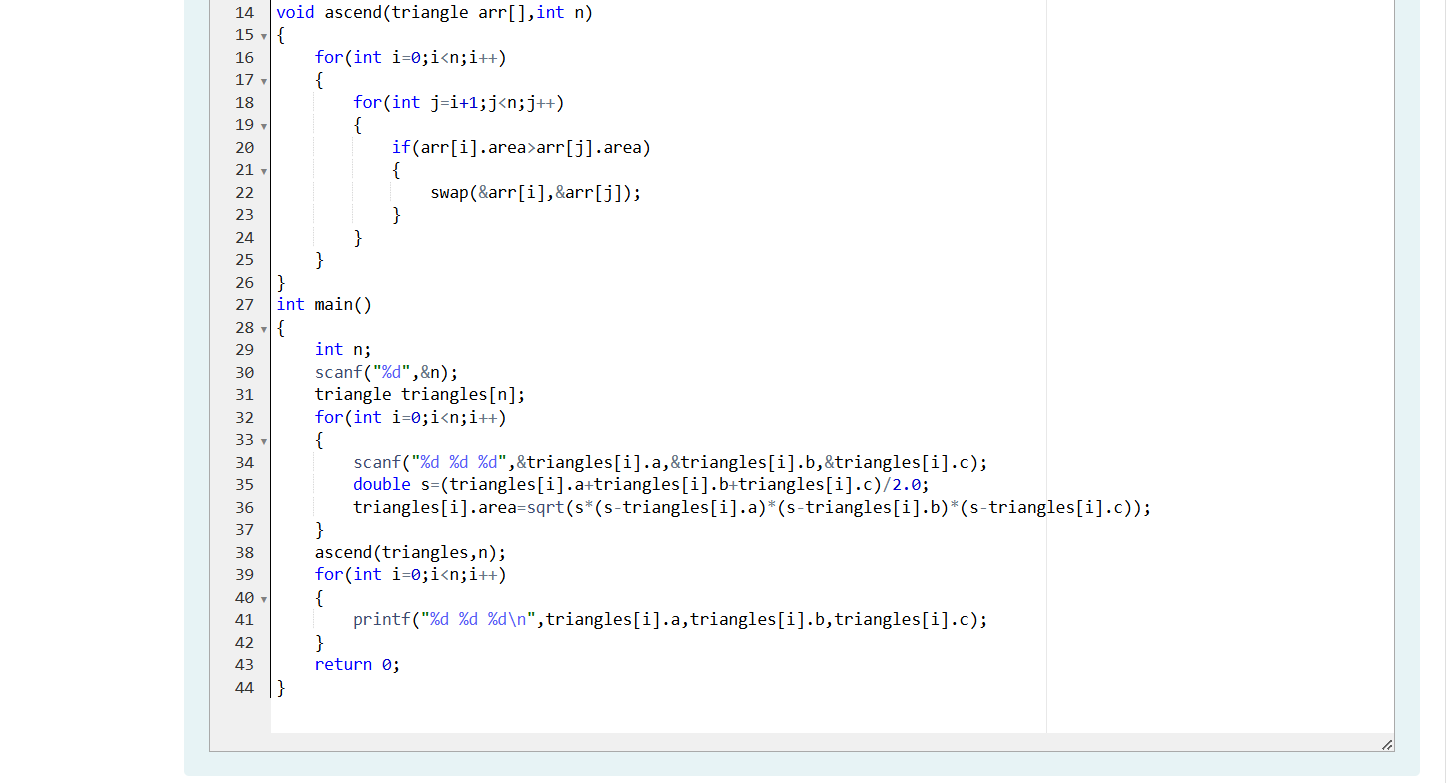 14 void ascend(triangle arr[],int n)
15 {
16     for(int i=0;i<n;i++)
17     {
18         for(int j=i+1;j<n;j++)
19         {
20             if(arr[i].area>arr[j].area)
21             {
22                 swap(&arr[i],&arr[j]);
23             }
24         }
25     }
26 }
27 int main()
28 {
29     int n;
30     scanf("%d",&n);
31     triangle triangles[n];
32     for(int i=0;i<n;i++)
33     {
34         scanf("%d %d %d",&triangles[i].a,&triangles[i].b,&triangles[i].c);
35         double s=(triangles[i].a+triangles[i].b+triangles[i].c)/2.0;
36         triangles[i].area=sqrt(s*(s-triangles[i].a)*(s-triangles[i].b)*(s-triangles[i].c));
37     }
38     ascend(triangles,n);
39     for(int i=0;i<n;i++)
40     {
41         printf("%d %d %d\n",triangles[i].a,triangles[i].b,triangles[i].c);
42     }
43     return 0;
44 }